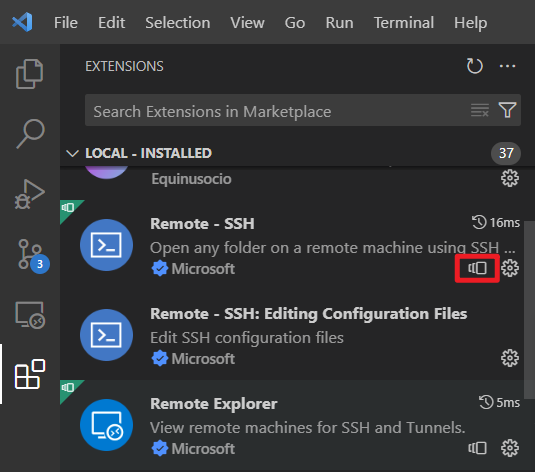 File Edit Selection View Go Run Terminal Help
EXTENSIONS
Search Extensions in Marketplace
LOCAL - INSTALLED 37
Equinusocio
Remote - SSH 16ms
Open any folder on a remote machine using SSH ...
Microsoft
Remote - SSH: Editing Configuration Files
Edit SSH configuration files
3
Microsoft
Remote Explorer 5ms
View remote machines for SSH and Tunnels.
Microsoft